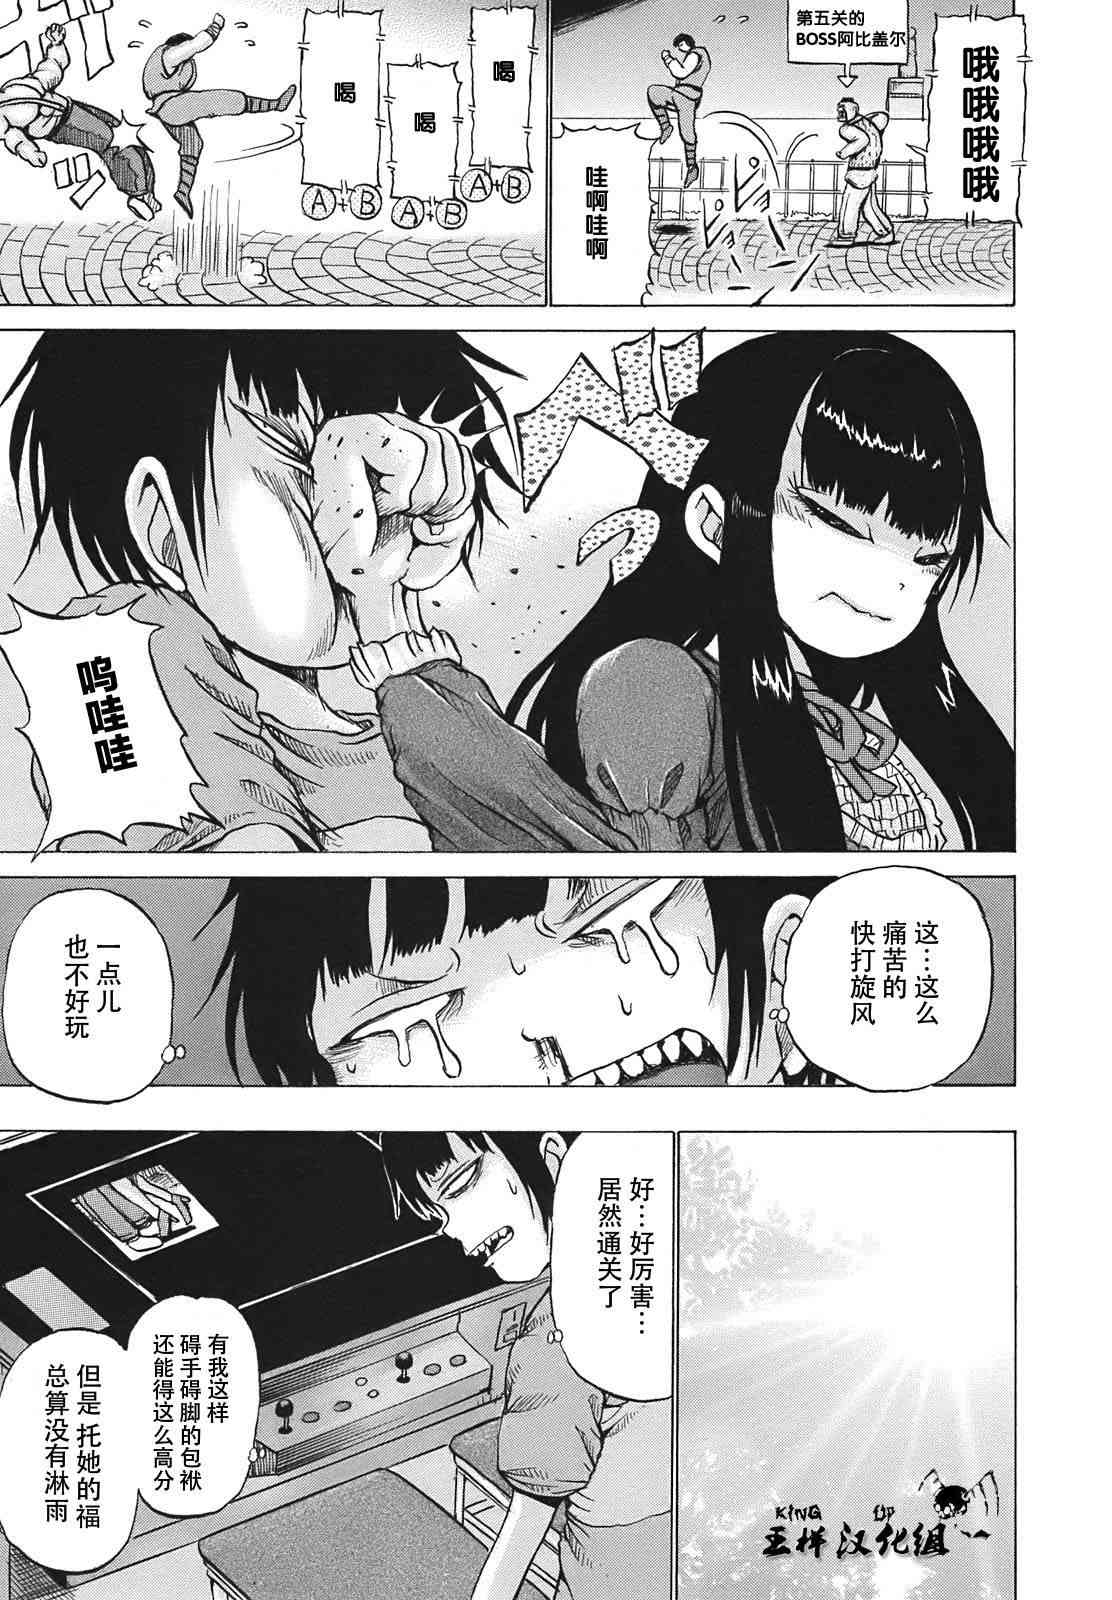 第五关的
BOSS阿比盖尔
哦哦哦哦哦
哇啊哇啊
喝
A+B
喝
A+B
喝
A+B
呜哇哇
这…这么
痛苦的
快打旋风
一点儿
也不好玩
好…好厉害…
居然通关了
有我这样
碍手碍脚的包袱
还能得这么高分
但是托她的福
总算没有淋雨
KING
王样汉化组